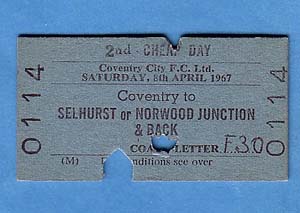 2nd - CHEAP DAY
Coventry City F.C. Ltd.
SATURDAY, 8th APRIL 1967
0114
0114
Coventry to
SELHURST or NORWOOD JUNCTION
& BACK
COACH LETTER F30
(M) conditions see over